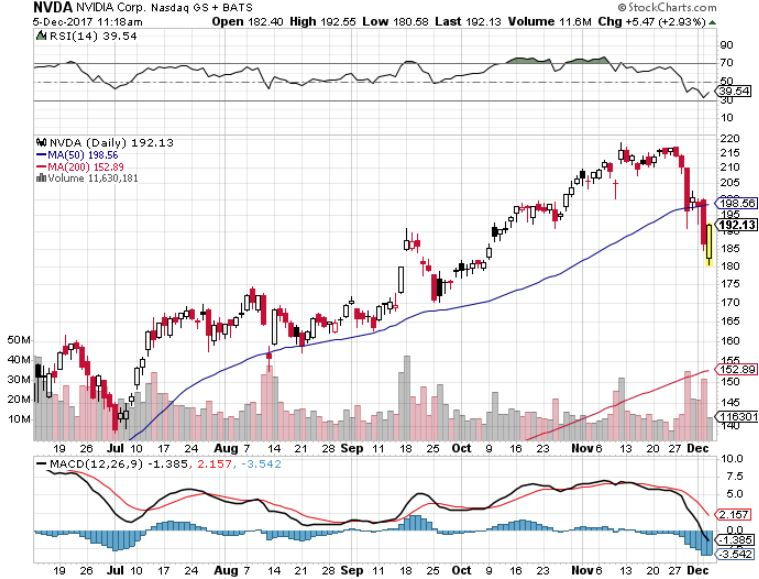 NVDA NVIDIA Corp. Nasdaq GS + BATS © StockCharts.com
5-Dec-2017 11:18am Open 182.40 High 192.55 Low 180.58 Last 192.13 Volume 11.6M Chg +5.47 (+2.93%) ▲
RSI(14) 39.54
90
70
50
39.54
30
10
NVDA (Daily) 192.13
MA(50) 198.56
MA(200) 152.89
Volume 11,630,181
220
215
210
205
198.56
195
192.13
190
185
180
175
170
165
160
155
152.89
150
145
140
50M
40M
30M
20M
10M
116301
19 26 Jul 10 17 24 Aug 7 14 21 28 Sep 11 18 25 Oct 9 16 23 Nov 6 13 20 27 Dec
MACD(12,26,9) -1.385, 2.157, -3.542
10.0
7.5
5.0
2.157
0.0
-1.385
-3.542
19 26 Jul 10 17 24 Aug 7 14 21 28 Sep 11 18 25 Oct 9 16 23 Nov 6 13 20 27 Dec